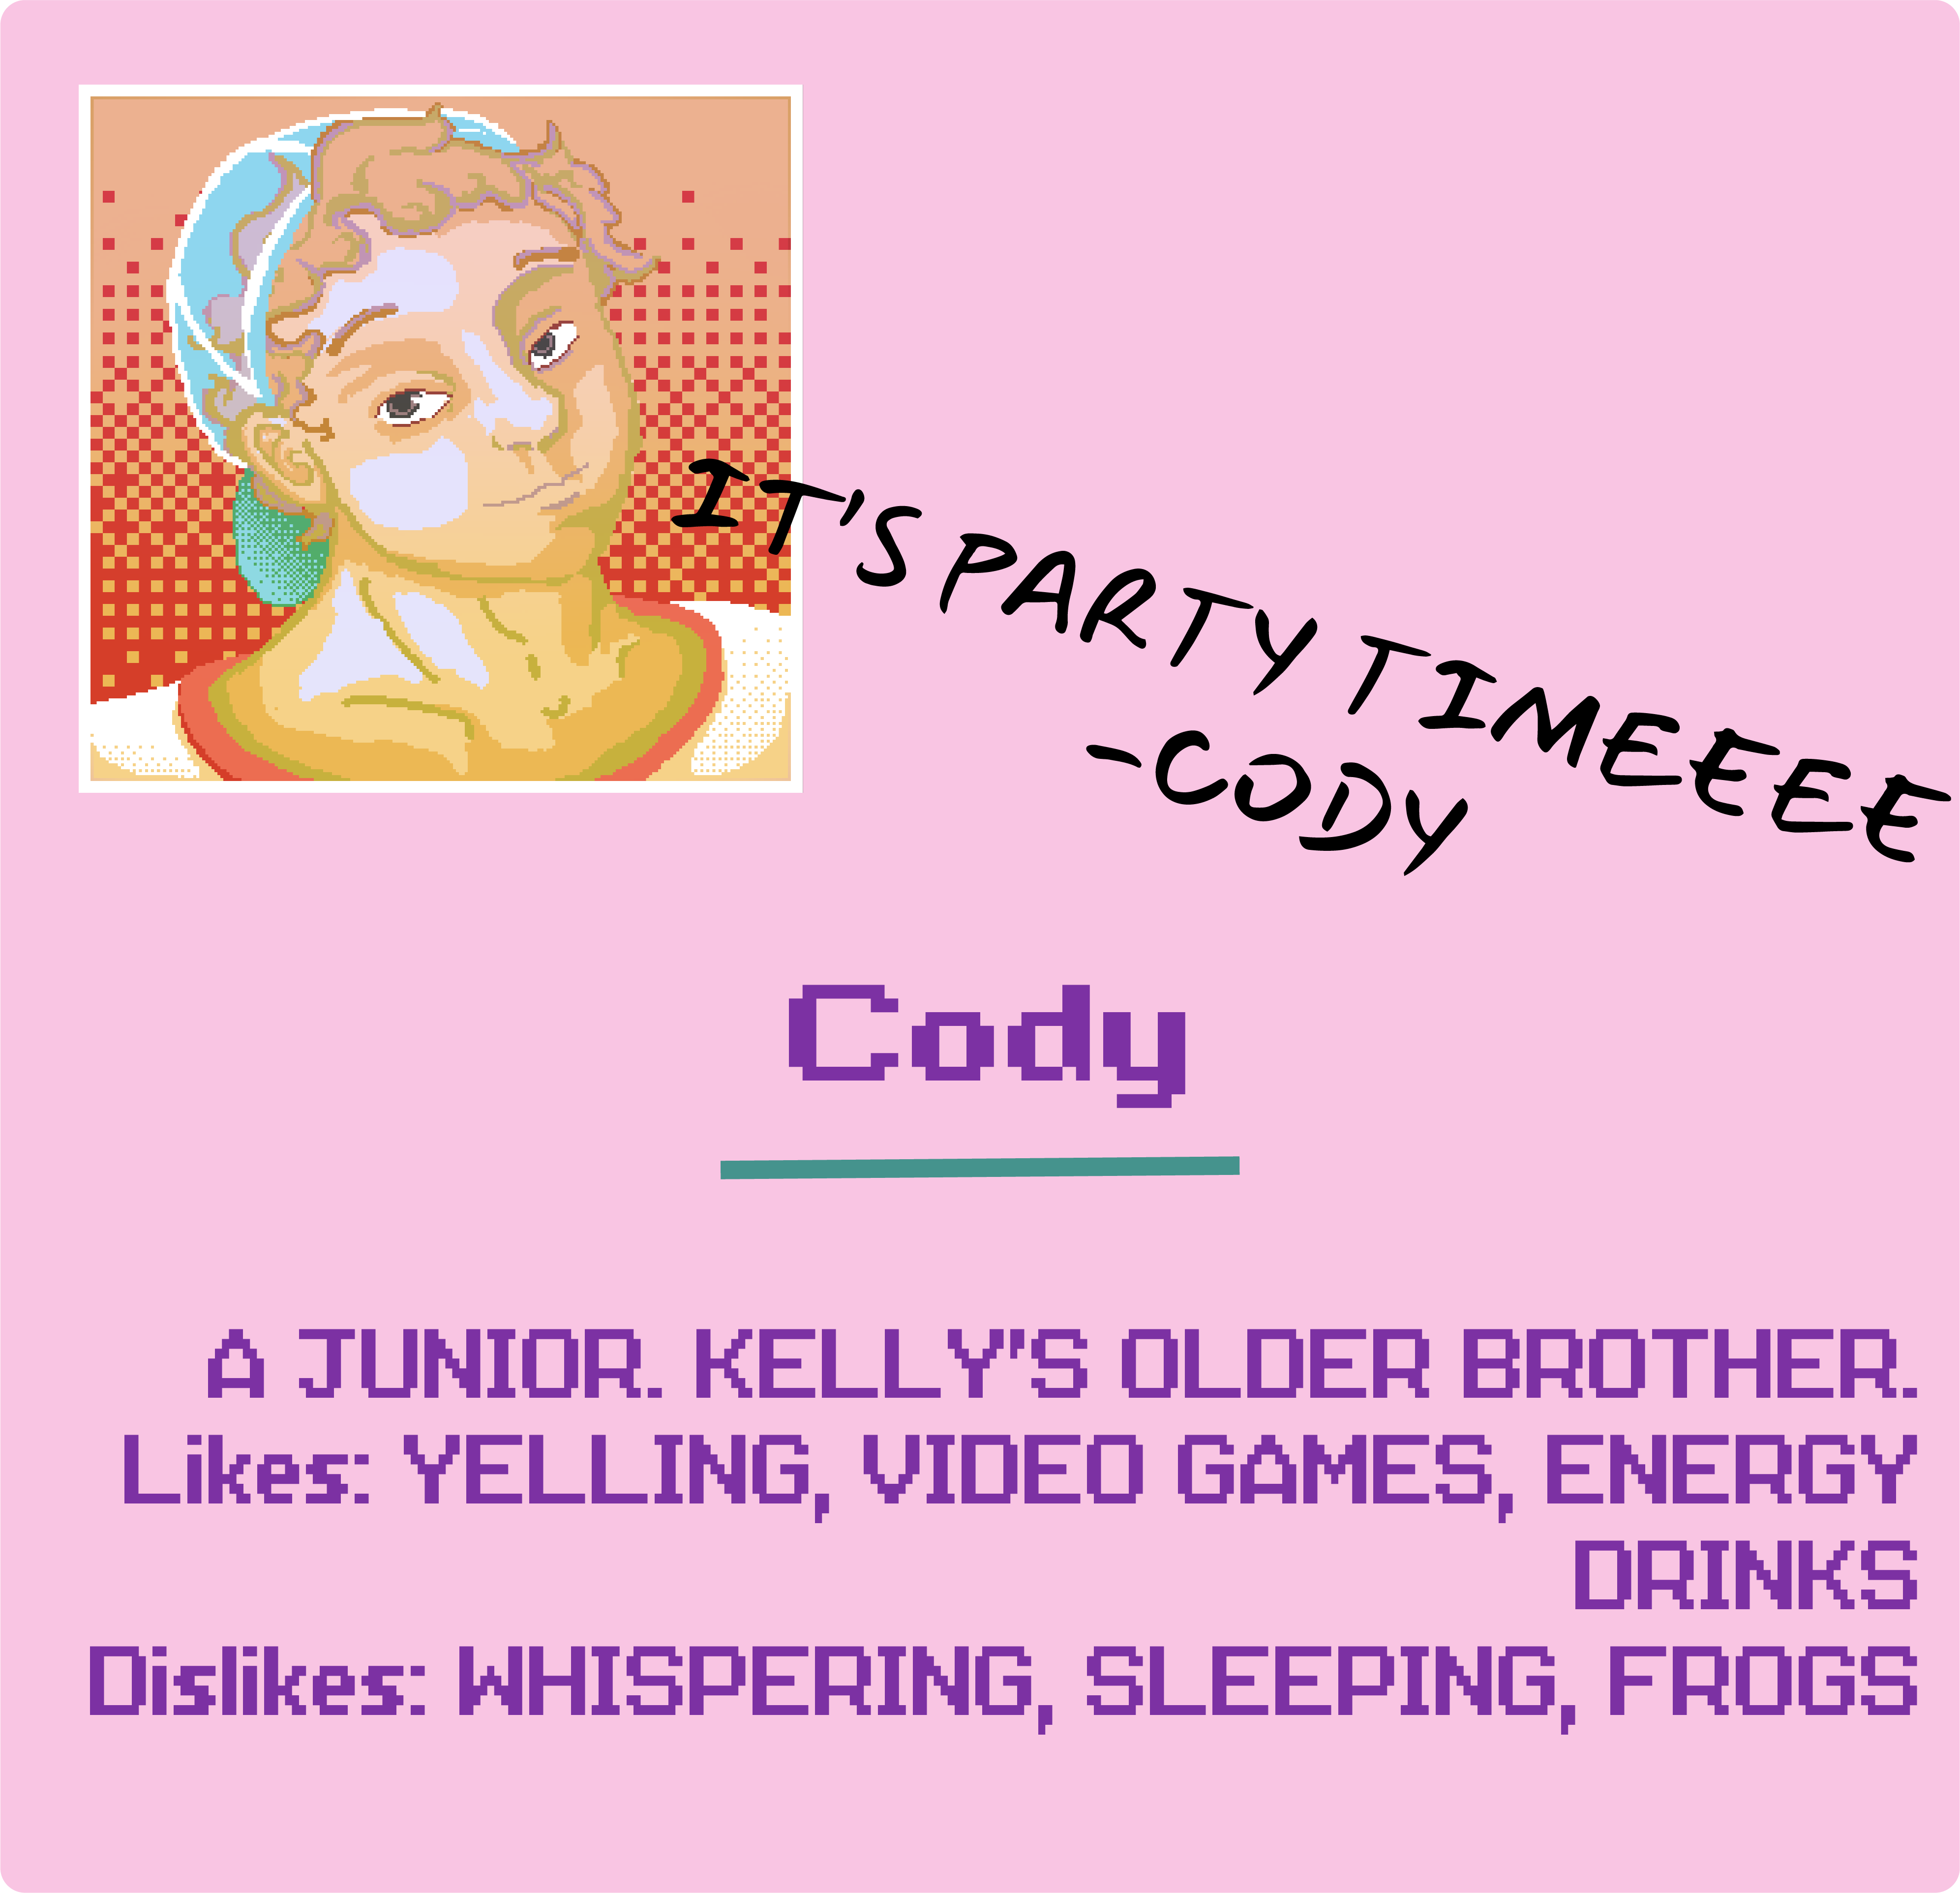 IT'S PARTY TIMEEEE
-CODY
Cody
A JUNIOR. KELLY'S OLDER BROTHER.
Likes: YELLING, VIDEO GAMES, ENERGY
DRINKS
Dislikes: WHISPERING, SLEEPING, FROGS